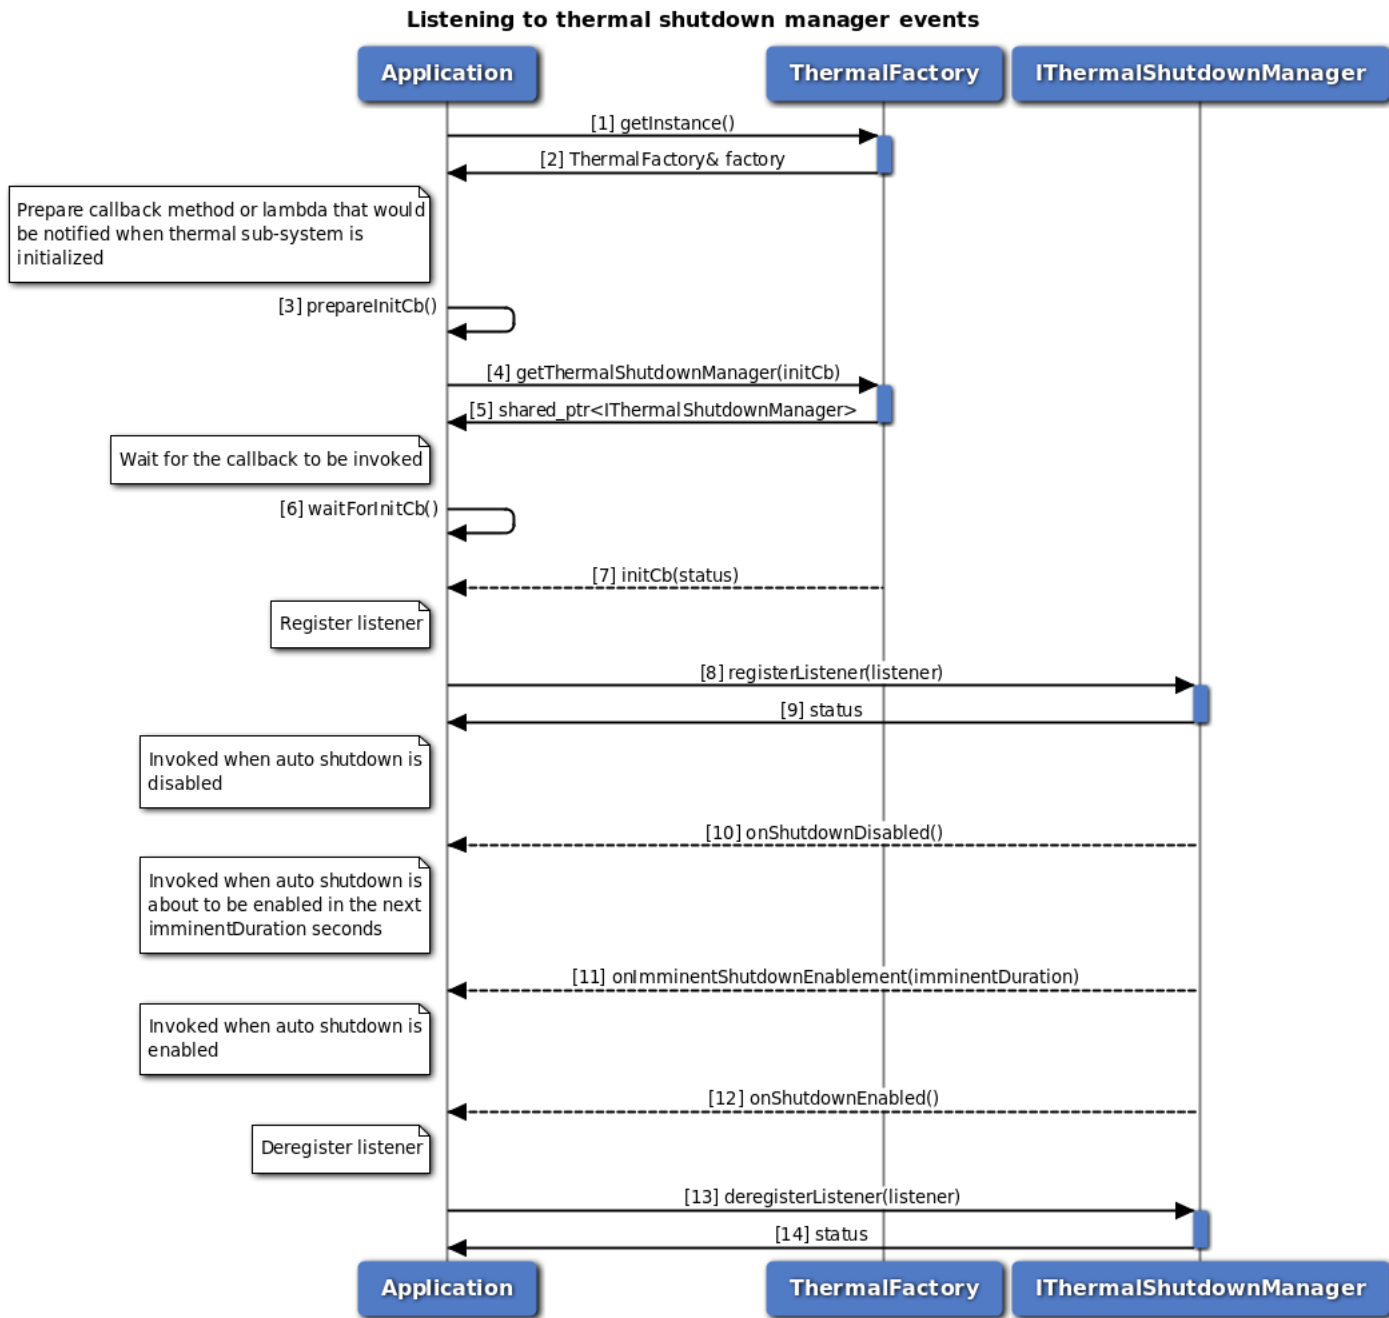 Listening to thermal shutdown manager events
Application
ThermalFactory
IThermalShutdownManager
[1] getInstance()
[2] ThermalFactory& factory
Prepare callback method or lambda that would
be notified when thermal sub-system is
initialized
[3] prepareInitCb()
[4] getThermalShutdownManager(initCb)
[5] shared_ptr<IThermalShutdownManager>
Wait for the callback to be invoked
[6] waitForInitCb()
[7] initCb(status)
Register listener
[8] registerListener(listener)
[9] status
Invoked when auto shutdown is
disabled
[10] onShutdownDisabled()
Invoked when auto shutdown is
about to be enabled in the next
imminentDuration seconds
[11] onImminentShutdownEnablement(imminentDuration)
Invoked when auto shutdown is
enabled
[12] onShutdownEnabled()
Deregister listener
[13] deregisterListener(listener)
[14] status
Application
ThermalFactory
IThermalShutdownManager